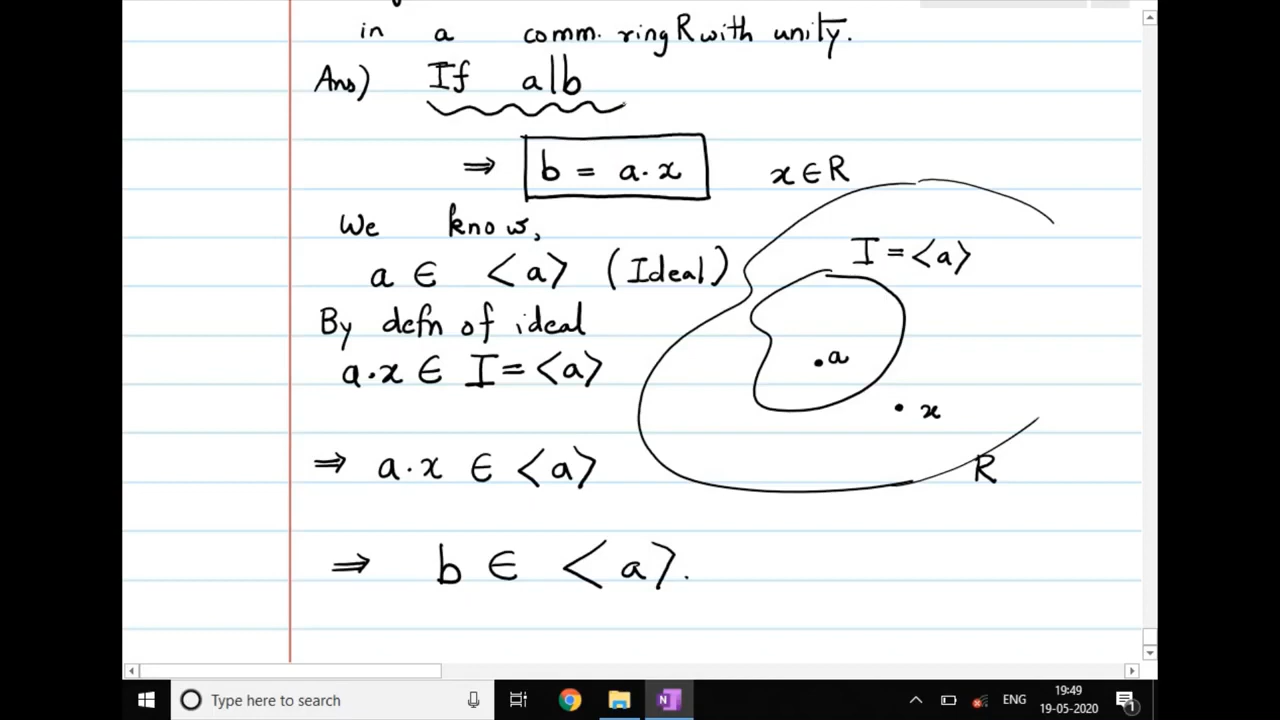 in a comm. ring R with unity.
Ans) If a|b
⇒ b = a·x x ∈ R
We know,
a ∈ <a> (Ideal)
I = <a>
By defn of ideal
a·x ∈ I = <a>
·a
·x
⇒ a·x ∈ <a>
R
⇒ b ∈ <a>.
Type here to search
ENG
19:49
19-05-2020
1